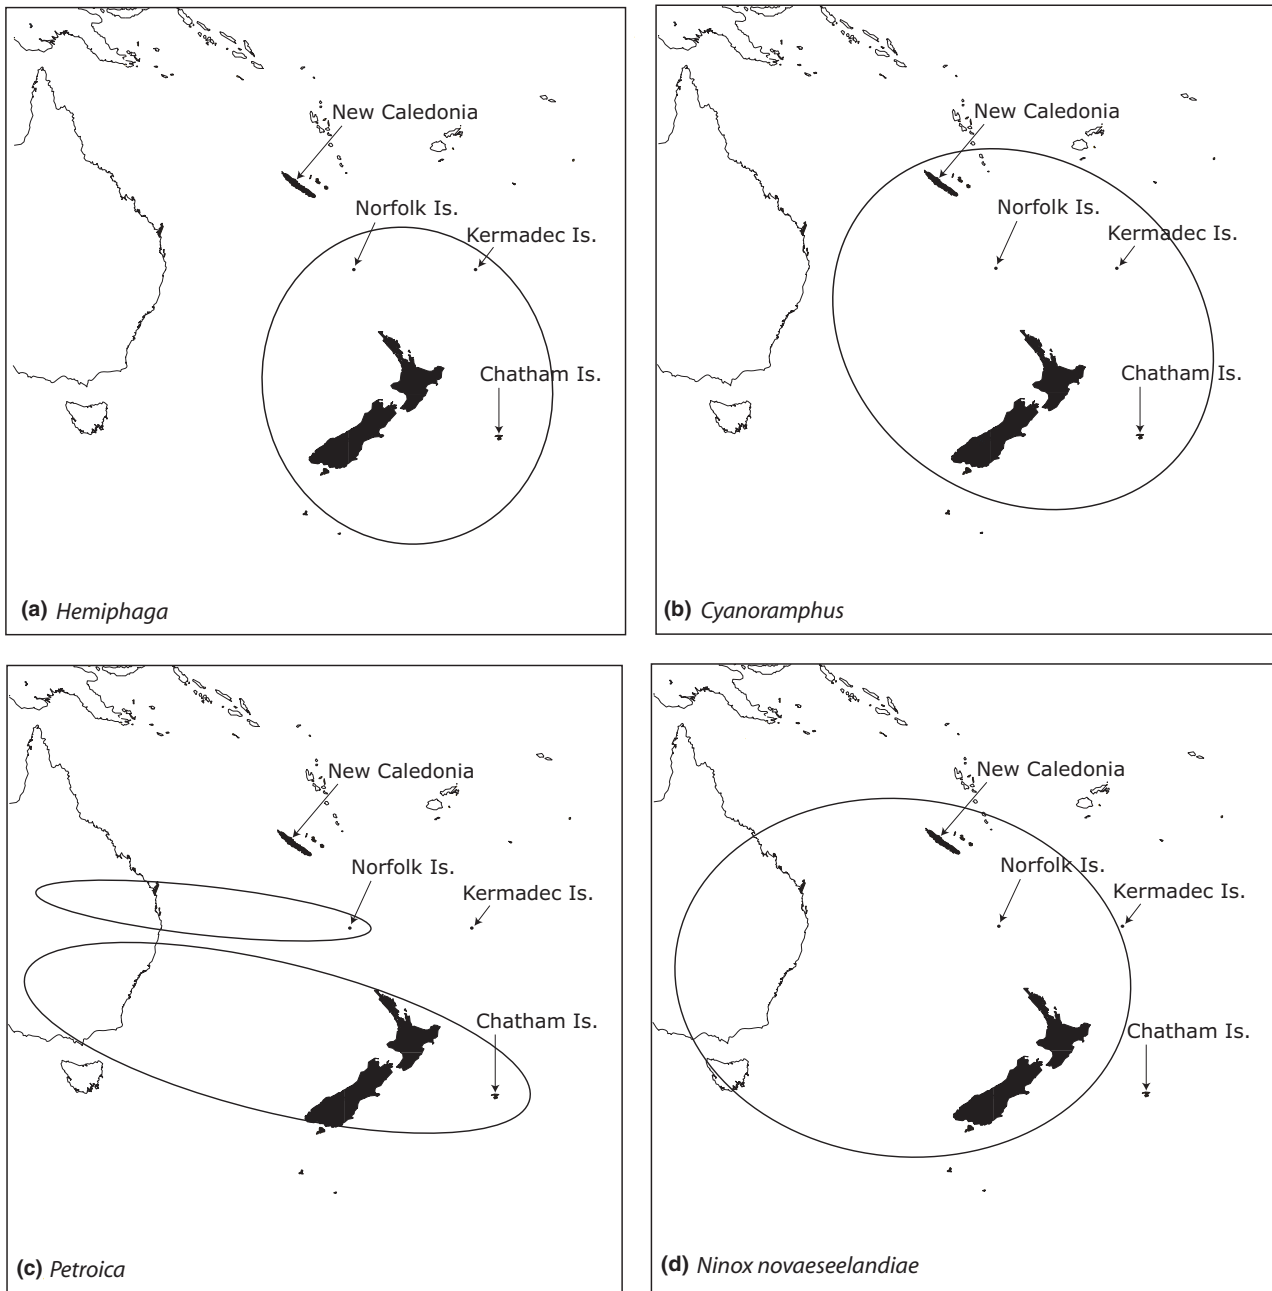 New Caledonia
Norfolk Is.
Kermadec Is.
Chatham Is.
(a) Hemiphaga
New Caledonia
Norfolk Is.
Kermadec Is.
Chatham Is.
(b) Cyanoramphus
New Caledonia
Norfolk Is.
Kermadec Is.
Chatham Is.
(c) Petroica
New Caledonia
Norfolk Is.
Kermadec Is.
Chatham Is.
(d) Ninox novaeseelandiae